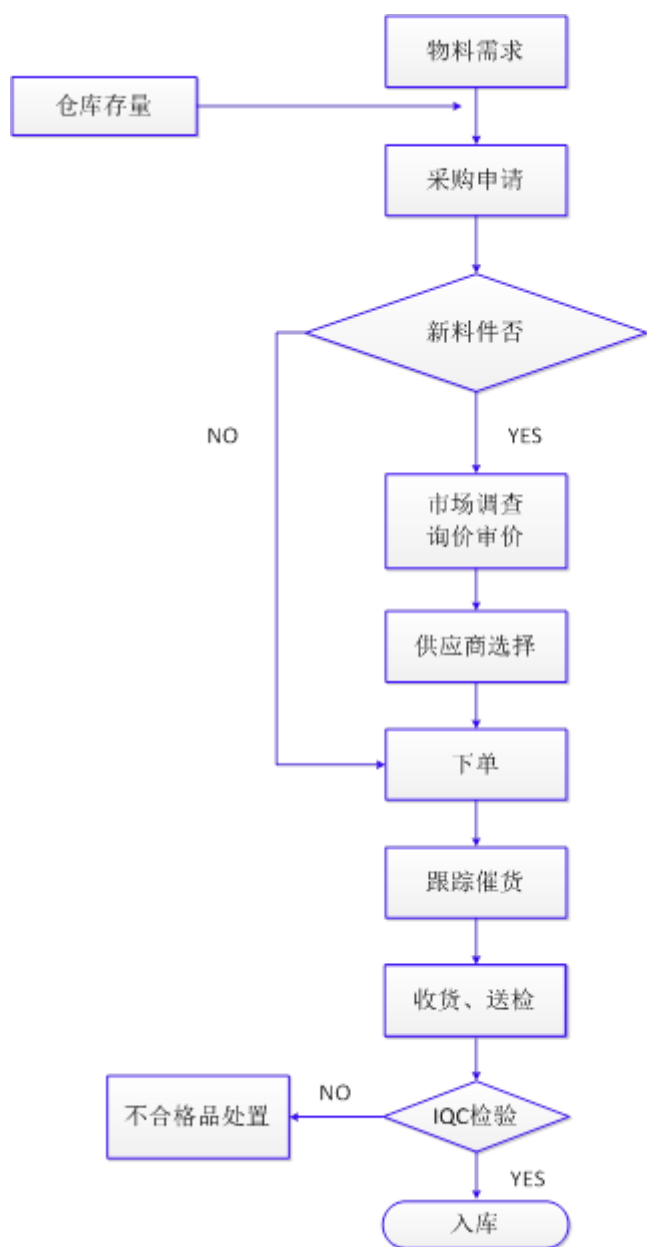 物料需求
仓库存量
采购申请
新料件否
NO
YES
市场调查
询价审价
供应商选择
下单
跟踪催货
收货、送检
NO
不合格品处置
IQC检验
YES
入库